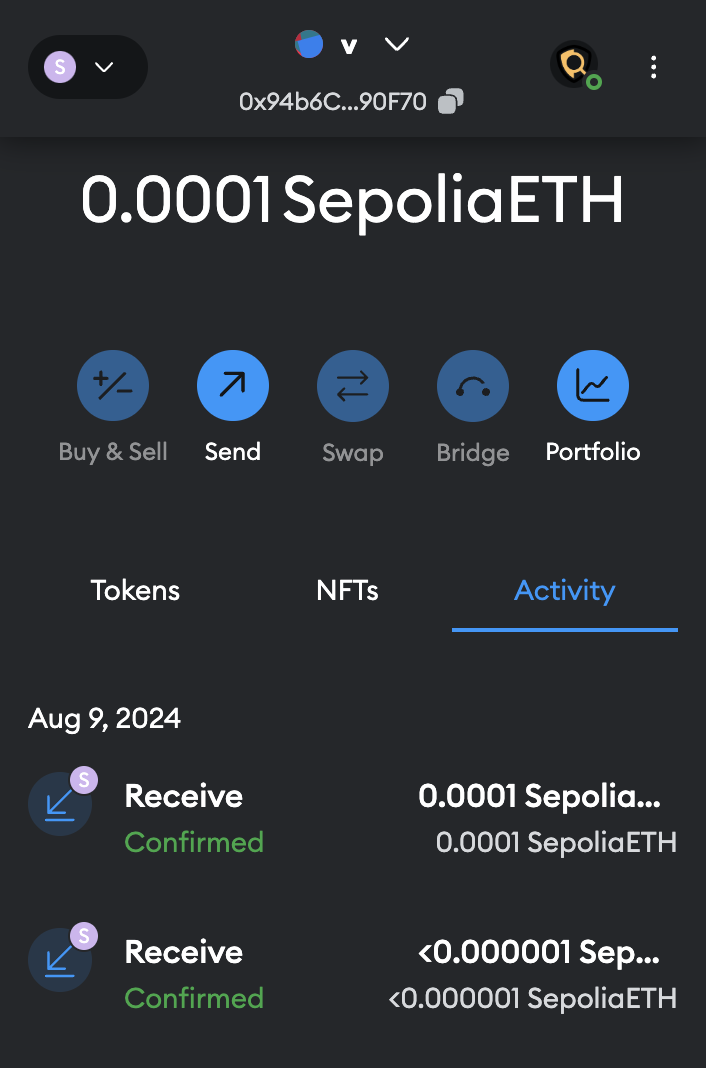 S
v
0x94b6C...90F70
0.0001 SepoliaETH
Buy & Sell Send Swap Bridge Portfolio
Tokens NFTs Activity
Aug 9, 2024
S
Receive 0.0001 Sepolia...
Confirmed 0.0001 SepoliaETH
S
Receive <0.000001 Sep...
Confirmed <0.000001 SepoliaETH